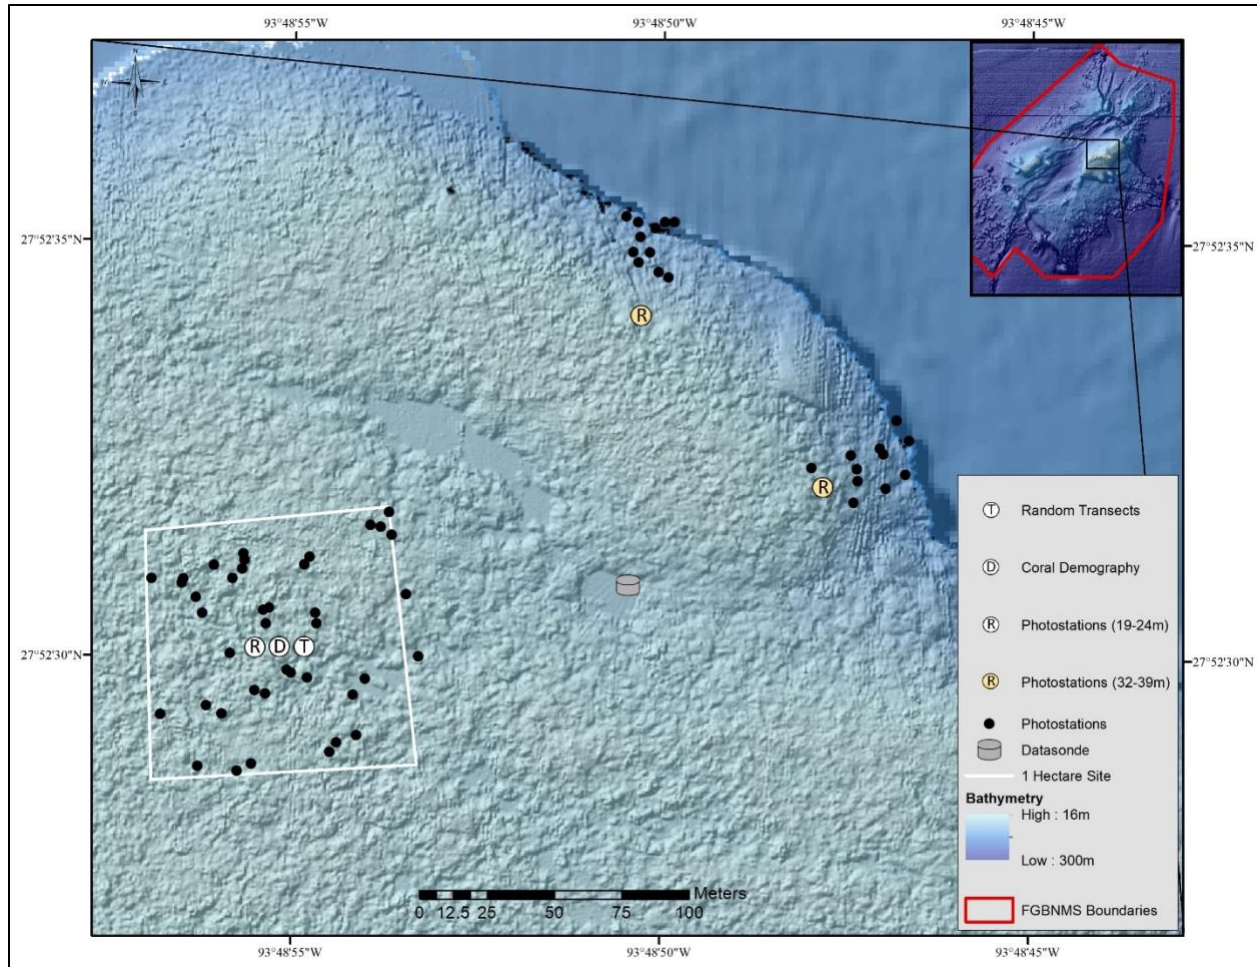 93°48'55"W 93°48'50"W 93°48'45"W
N
27°52'35"N 27°52'35"N
R
R
T Random Transects
D Coral Demography
R Photostations (19-24m)
R Photostations (32-39m)
Photostations
Datasonde
1 Hectare Site
Bathymetry
High : 16m
Low : 300m
FGBNMS Boundaries
R D T
27°52'30"N 27°52'30"N
Meters
0 12.5 25 50 75 100
93°48'55"W 93°48'50"W 93°48'45"W